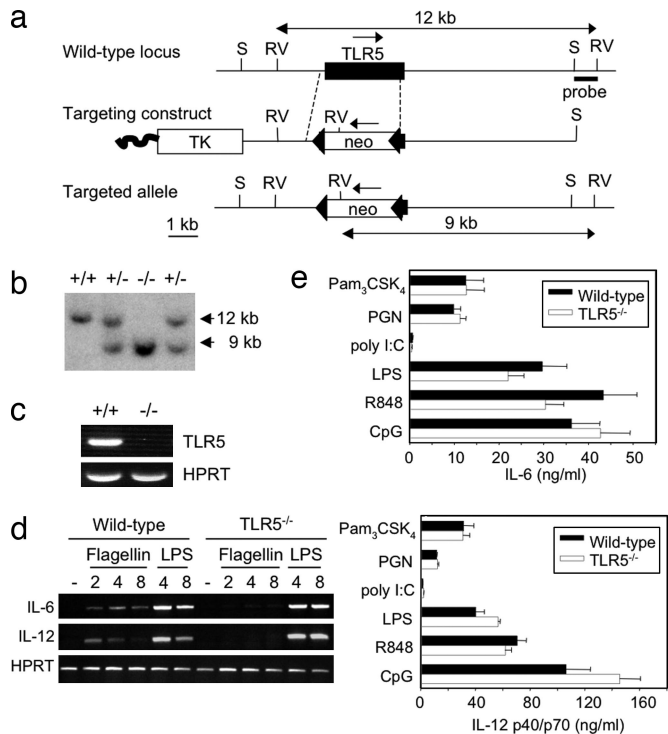 a
12 kb
Wild-type locus
S RV TLR5 S RV
probe
Targeting construct
RV RV S
TK neo
Targeted allele
S RV RV S RV
neo
1 kb
9 kb
b
+/+ +/- -/- +/-
12 kb
9 kb
c
+/+ -/-
TLR5
HPRT
d
Wild-type TLR5-/-
Flagellin LPS Flagellin LPS
- 2 4 8 4 8 - 2 4 8 4 8
IL-6
IL-12
HPRT
e
Pam3CSK4
PGN
poly I:C
LPS
R848
CpG
Wild-type
TLR5-/-
0 10 20 30 40 50
IL-6 (ng/ml)
Pam3CSK4
PGN
poly I:C
LPS
R848
CpG
Wild-type
TLR5-/-
0 40 80 120 160
IL-12 p40/p70 (ng/ml)